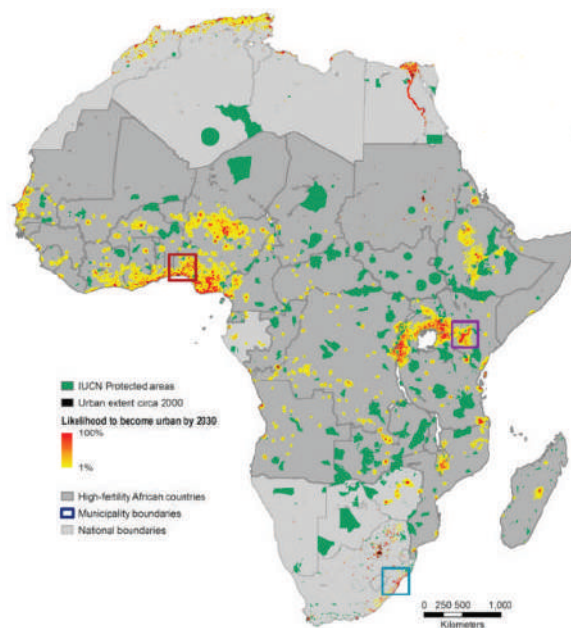 IUCN Protected areas
Urban extent circa 2000
Likelihood to become urban by 2030
100%
1%
High-fertility African countries
Municipality boundaries
National boundaries
0 250 500 1,000
Kilometers